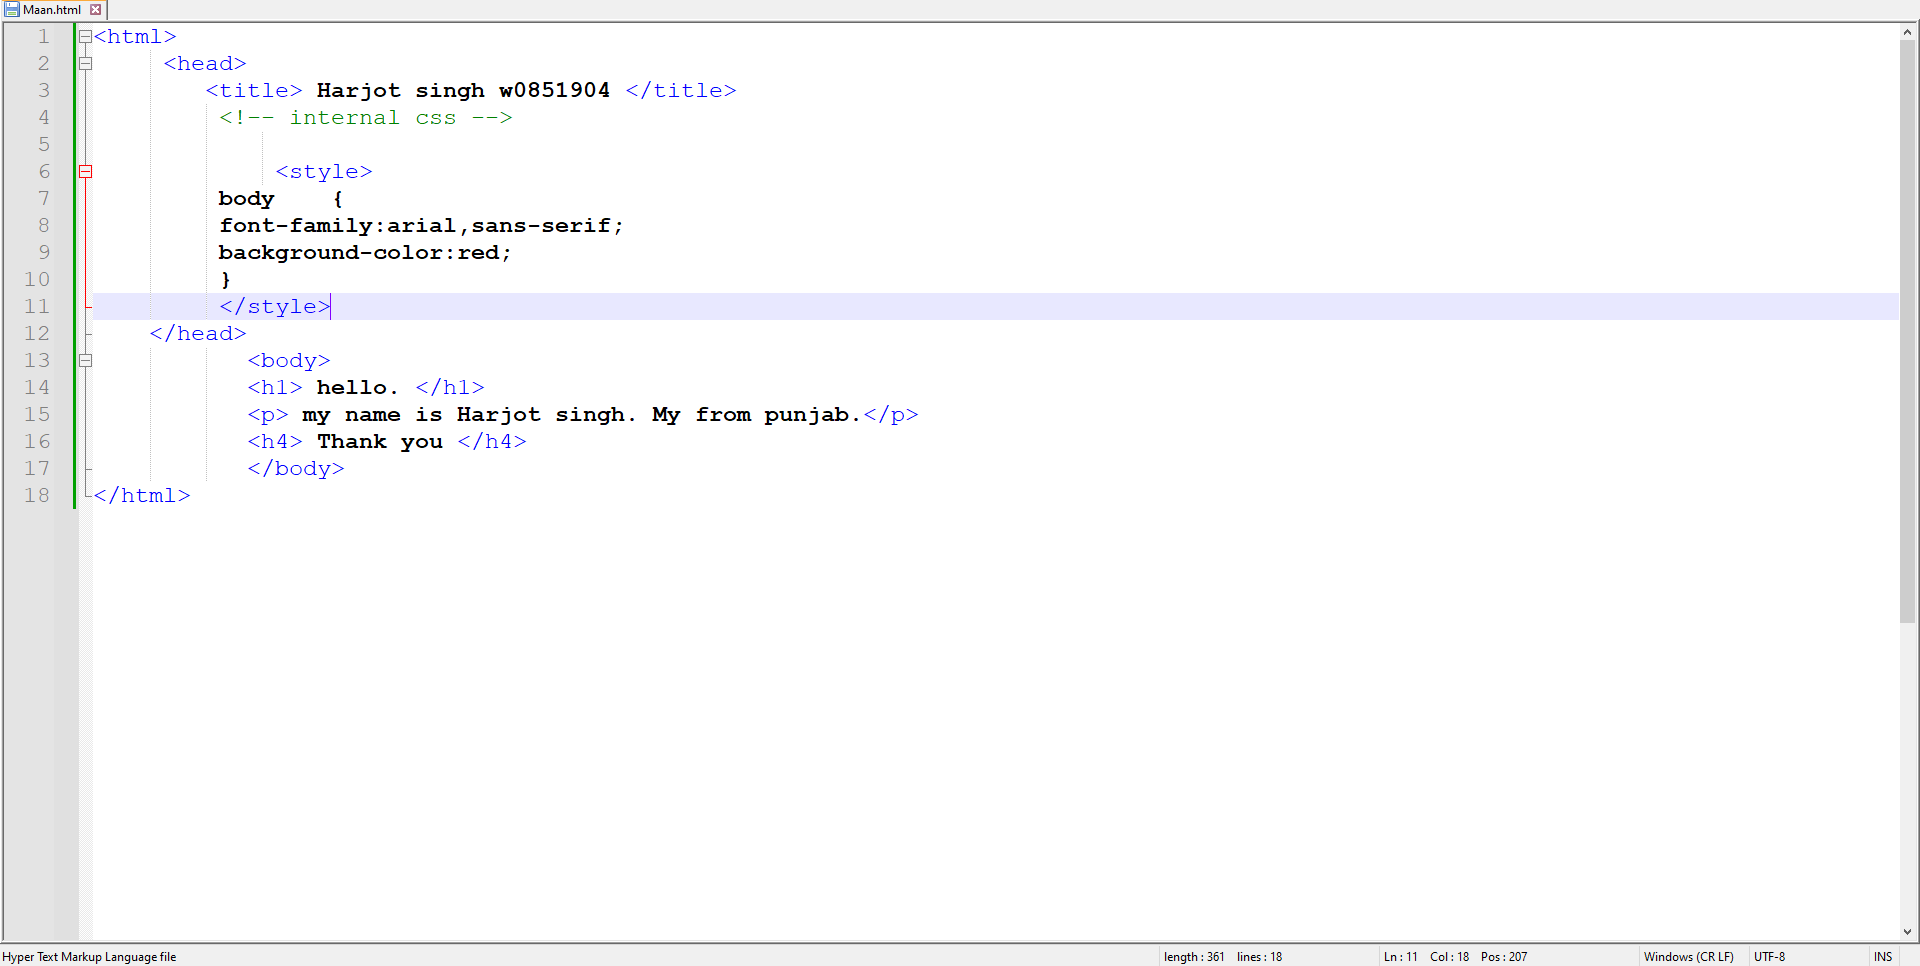 Maan.html
1 <html>
2 <head>
3 <title> Harjot singh w0851904 </title>
4 <!-- internal css -->
5
6 <style>
7 body    {
8 font-family:arial,sans-serif;
9 background-color:red;
10 }
11 </style>
12 </head>
13 <body>
14 <h1> hello. </h1>
15 <p> my name is Harjot singh. My from punjab.</p>
16 <h4> Thank you </h4>
17 </body>
18 </html>
Hyper Text Markup Language file length : 361 lines : 18 Ln : 11 Col : 18 Pos : 207 Windows (CR LF) UTF-8 INS